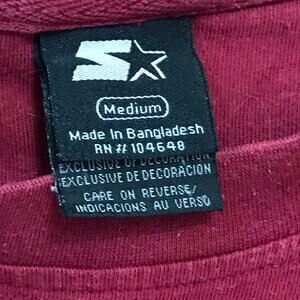 Medium
Made In Bangladesh
RN# 104648
EXCLUSIVE OF DECORATION
EXCLUSIVE DE DECORACION
CARE ON REVERSE/
INDICACIONS AU VERSO